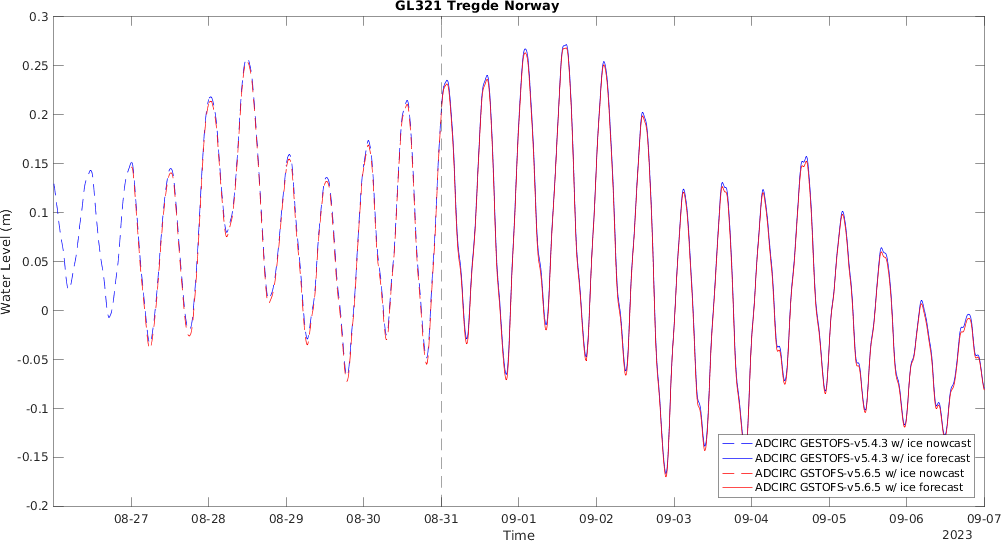 GL321 Tregde Norway
0.3
0.25
0.2
0.15
0.1
0.05
0
-0.05
-0.1
-0.15
-0.2
Water Level (m)
ADCIRC GESTOFS-v5.4.3 w/ ice nowcast
ADCIRC GESTOFS-v5.4.3 w/ ice forecast
ADCIRC GSTOFS-v5.6.5 w/ ice nowcast
ADCIRC GSTOFS-v5.6.5 w/ ice forecast
08-27 08-28 08-29 08-30 08-31 09-01 09-02 09-03 09-04 09-05 09-06 09-07
Time
2023